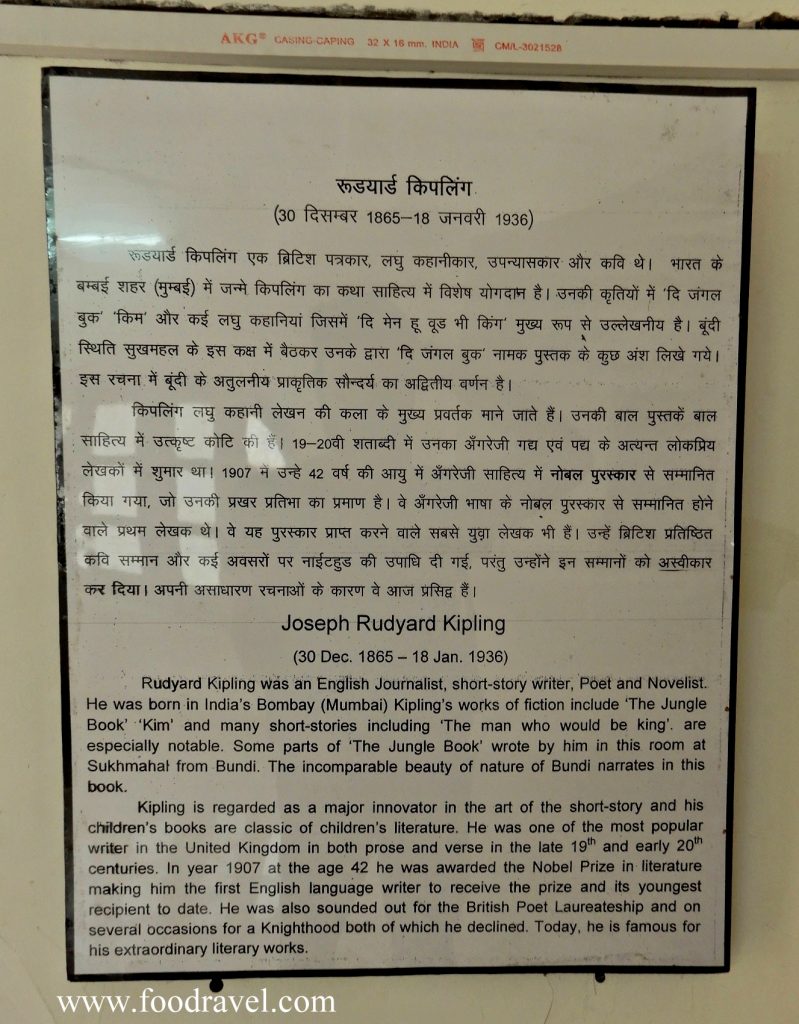 AKG® CASING-CAPING 32 X 16 mm. INDIA CM/L-3021528
रूडयार्ड किपलिंग
(30 दिसम्बर 1865–18 जनवरी 1936)
रूडयार्ड किपलिंग एक ब्रिटिश पत्रकार, लघु कहानीकार, उपन्यासकार और कवि थे। भारत के
बम्बई शहर (मुम्बई) में जन्मे किपलिंग का कथा साहित्य में विशेष योगदान है। उनकी कृतियों में 'दि जंगल
बुक' 'किम' और कई लघु कहानियां जिसमें 'दि मेन हू वूड भी किंग' मुख्य रूप से उल्लेखनीय है। बूंदी
स्थिति सुखमहल के इस कक्ष में बैठकर उनके द्वारा 'दि जंगल बुक' नामक पुस्तक के कुछ अंश लिखे गये।
इस रचना में बूंदी के अतुलनीय प्राकृतिक सौन्दर्य का अद्वितीय वर्णन है।
किपलिंग लघु कहानी लेखन की कला के मुख्य प्रवर्तक माने जाते हैं। उनकी बाल पुस्तकें बाल
साहित्य में उत्कृष्ट कोटि की हैं। 19–20वी शताब्दी में उनका अँगरेजी गद्य एवं पद्य के अत्यन्त लोकप्रिय
लेखकों में शुमार था! 1907 में उन्हे 42 वर्ष की आयु में अँगरेजी साहित्य में नोबल पुरस्कार से सम्मानित
किया गया, जो उनकी प्रखर प्रतिभा का प्रमाण है। वे अँगरेजी भाषा के नोबल पुरस्कार से सम्मानित होने
वाले प्रथम लेखक थे। वे यह पुरस्कार प्राप्त करने वाले सबसे युवा लेखक भी हैं। उन्हें ब्रिटिश प्रतिष्ठित
कवि सम्मान और कई अवसरों पर नाईटहुड की उपाधि दी गई, परंतु उन्होंने इन सम्मानों को अस्वीकार
कर दिया। अपनी असाधारण रचनाओं के कारण वे आज प्रसिद्व हैं।
Joseph Rudyard Kipling
(30 Dec. 1865 – 18 Jan. 1936)
Rudyard Kipling was an English Journalist, short-story writer, Poet and Novelist.
He was born in India's Bombay (Mumbai) Kipling's works of fiction include 'The Jungle
Book' 'Kim' and many short-stories including 'The man who would be king'. are
especially notable. Some parts of 'The Jungle Book' wrote by him in this room at
Sukhmahal from Bundi. The incomparable beauty of nature of Bundi narrates in this
book.
Kipling is regarded as a major innovator in the art of the short-story and his
children's books are classic of children's literature. He was one of the most popular
writer in the United Kingdom in both prose and verse in the late 19th and early 20th
centuries. In year 1907 at the age 42 he was awarded the Nobel Prize in literature
making him the first English language writer to receive the prize and its youngest
recipient to date. He was also sounded out for the British Poet Laureateship and on
several occasions for a Knighthood both of which he declined. Today, he is famous for
his extraordinary literary works.
www.foodravel.com